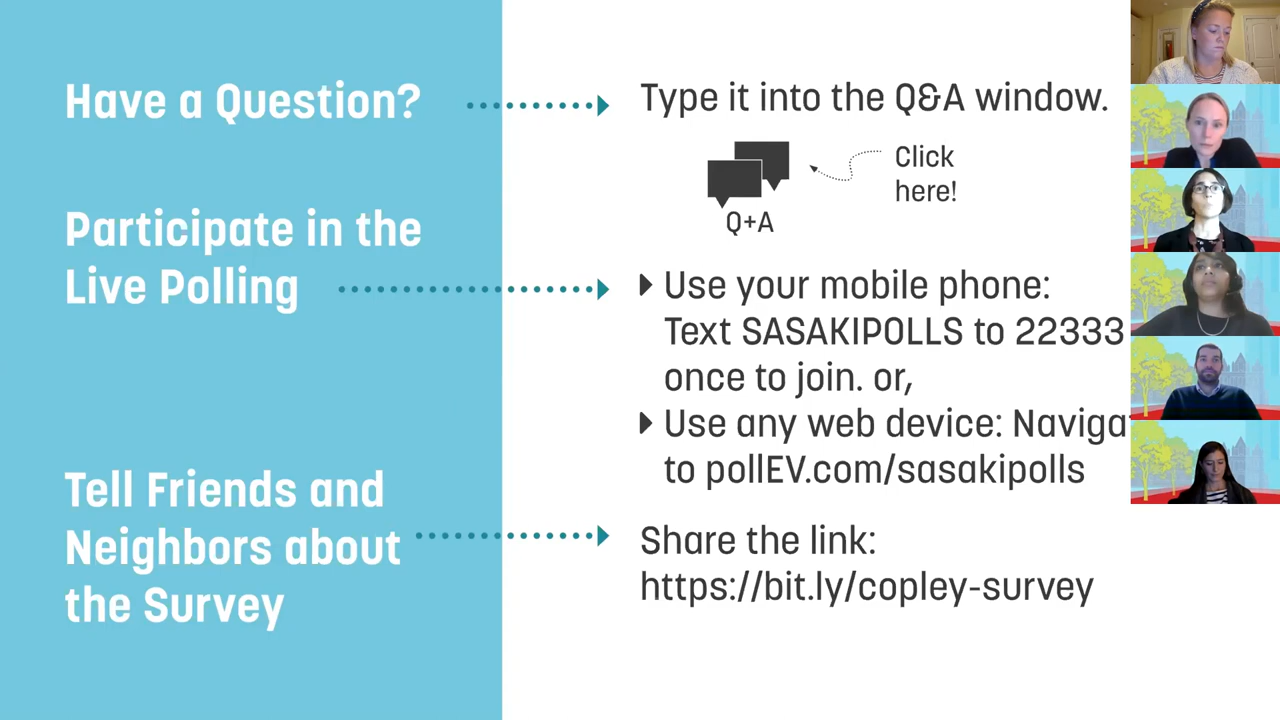 Have a Question?
Type it into the Q&A window.
Click
here!
Q+A
Participate in the
Live Polling
Use your mobile phone:
Text SASAKIPOLLS to 22333
once to join. or,
Use any web device: Naviga
to pollEV.com/sasakipolls
Tell Friends and
Neighbors about
the Survey
Share the link:
https://bit.ly/copley-survey